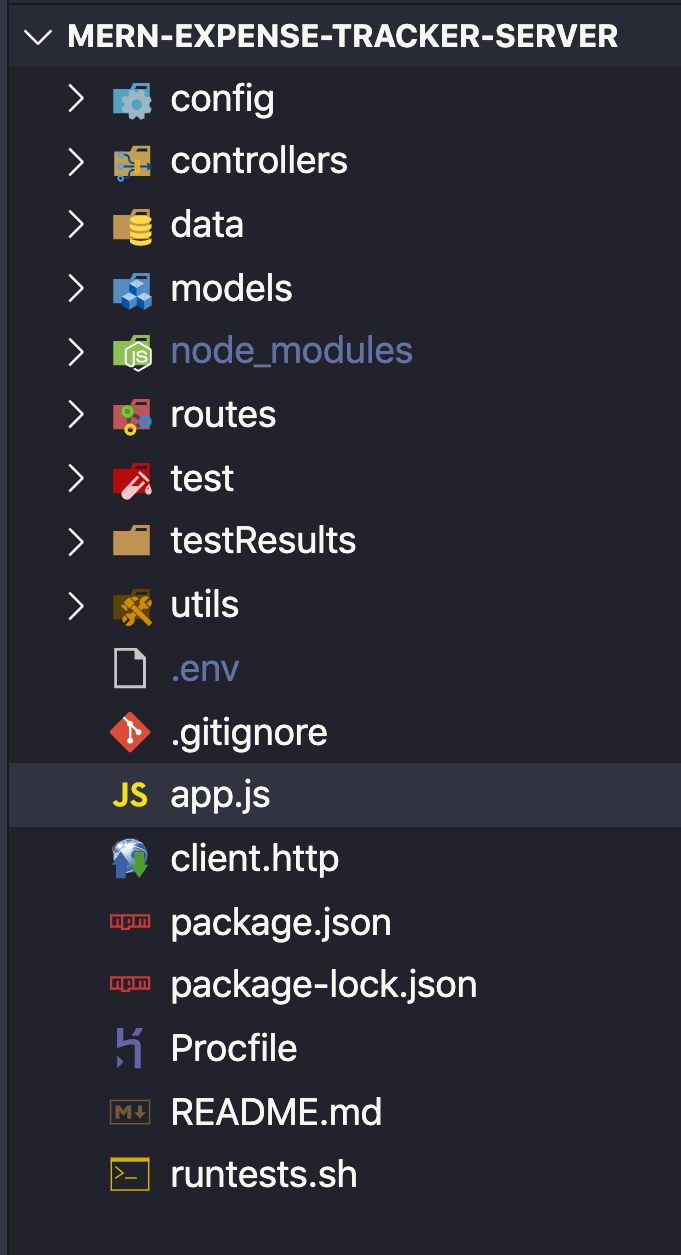 MERN-EXPENSE-TRACKER-SERVER
config
controllers
data
models
JS node_modules
routes
test
testResults
utils
.env
.gitignore
JS app.js
client.http
npm package.json
npm package-lock.json
Procfile
M README.md
>_ runtests.sh